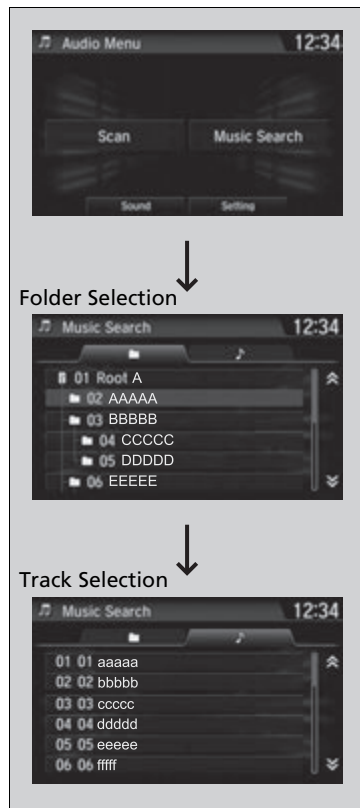 Audio Menu 12:34
Scan Music Search
Sound Setting
Folder Selection
Music Search 12:34
01 Root A
02 AAAAA
03 BBBBB
04 CCCCC
05 DDDDD
06 EEEEE
Track Selection
Music Search 12:34
01 01 aaaaa
02 02 bbbbb
03 03 ccccc
04 04 ddddd
05 05 eeeee
06 06 fffff